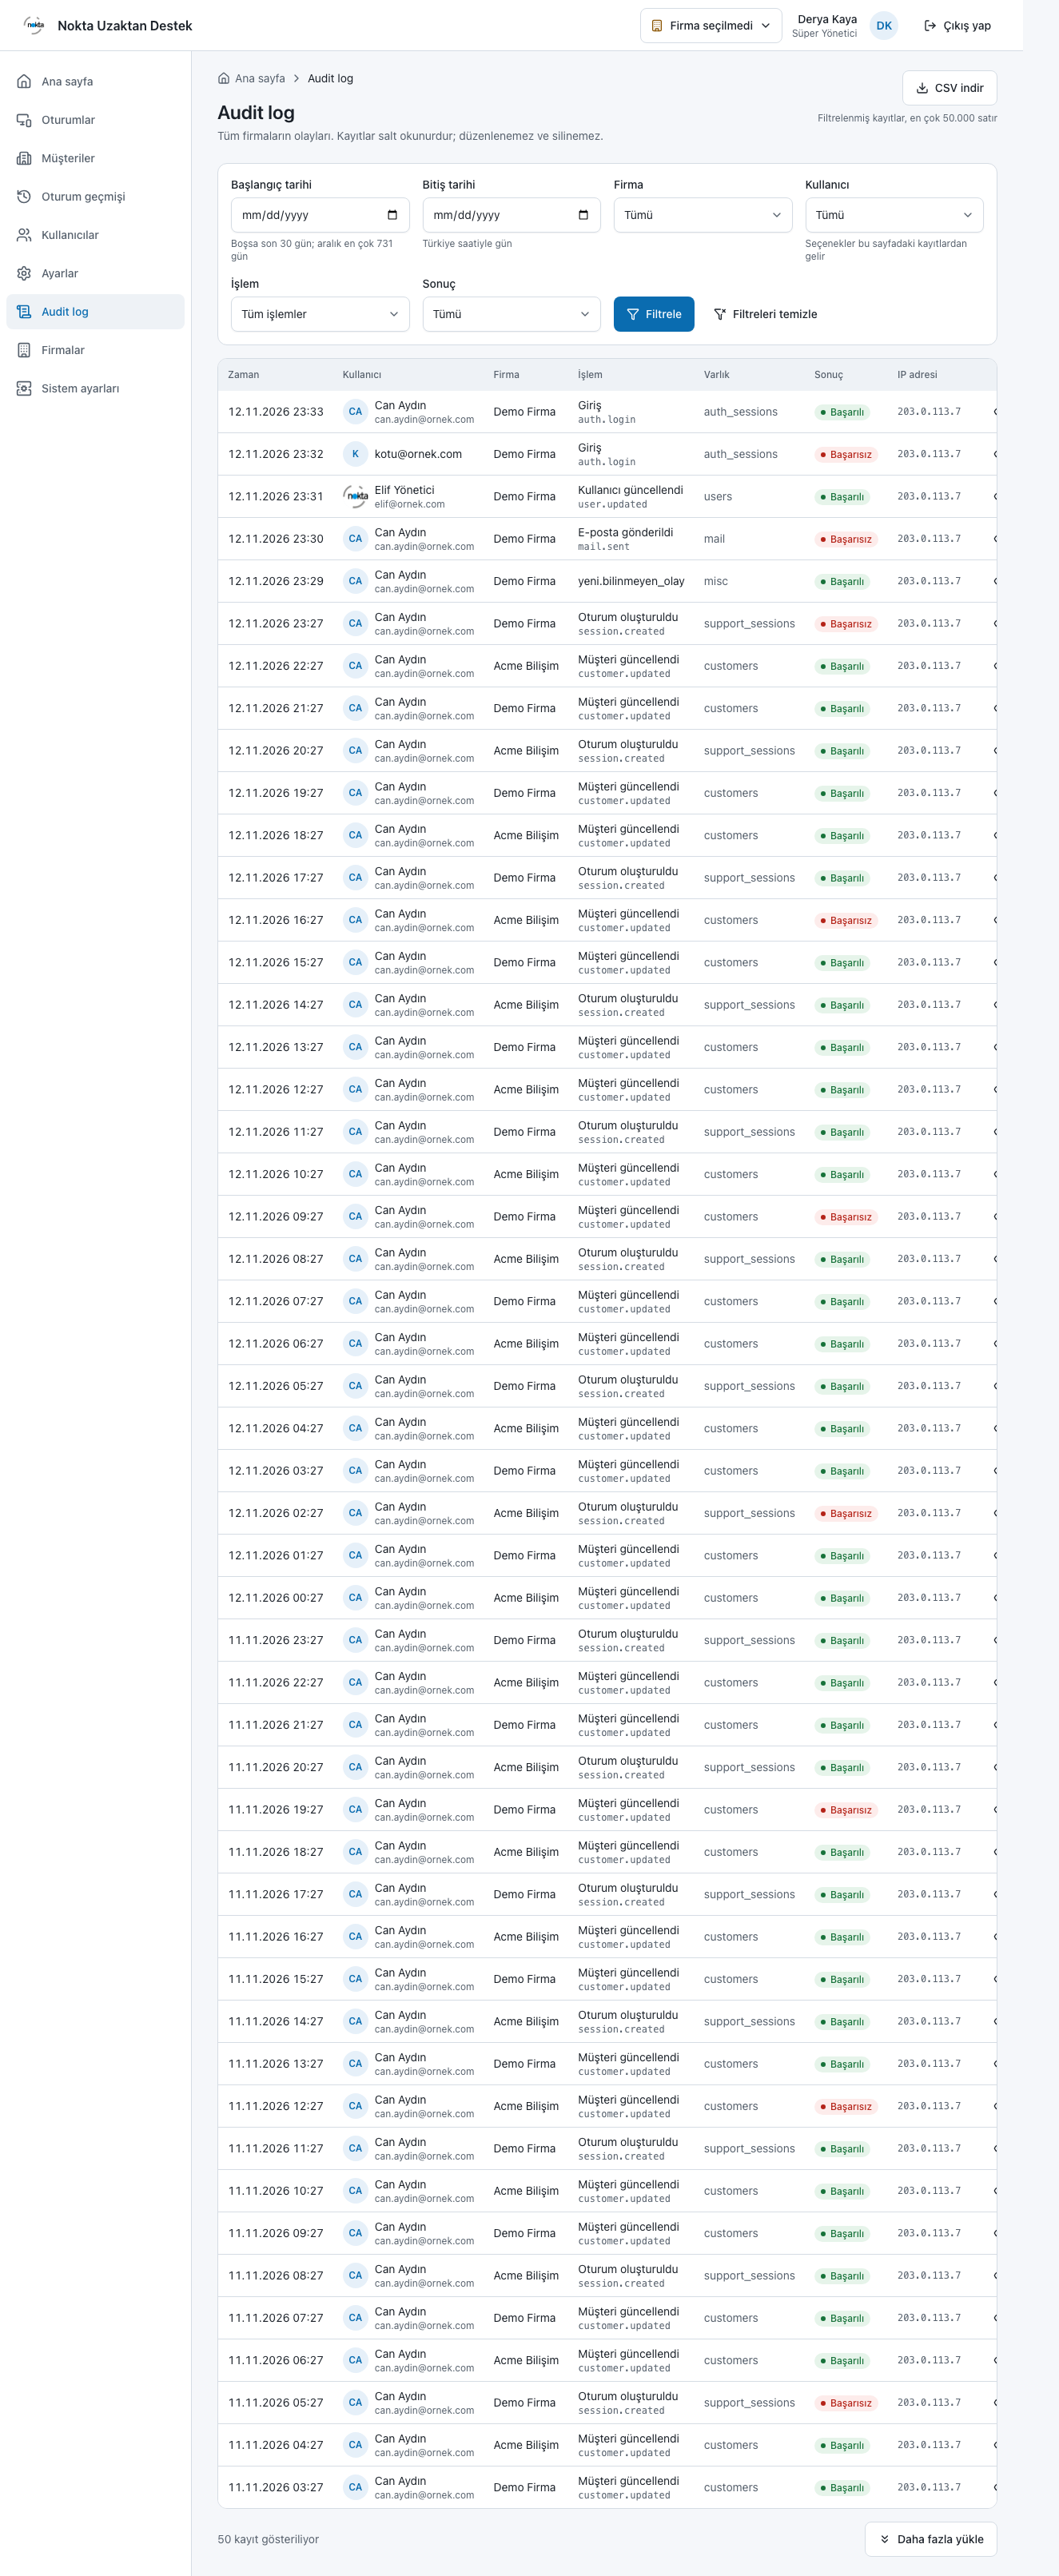 nokta Nokta Uzaktan Destek
Firma seçilmedi
Derya Kaya
Süper Yönetici
DK
Çıkış yap
Ana sayfa
Oturumlar
Müşteriler
Oturum geçmişi
Kullanıcılar
Ayarlar
Audit log
Firmalar
Sistem ayarları
Ana sayfa > Audit log
Audit log
Tüm firmaların olayları. Kayıtlar salt okunurdur; düzenlenemez ve silinemez.
CSV indir
Filtrelenmiş kayıtlar, en çok 50.000 satır
Başlangıç tarihi Bitiş tarihi Firma Kullanıcı
mm/dd/yyyy mm/dd/yyyy Tümü Tümü
Boşsa son 30 gün; aralık en çok 731 gün
Türkiye saatiyle gün
Seçenekler bu sayfadaki kayıtlardan gelir
İşlem Sonuç
Tüm işlemler Tümü Filtrele Filtreleri temizle
Zaman Kullanıcı Firma İşlem Varlık Sonuç IP adresi
12.11.2026 23:33 CA Can Aydın can.aydin@ornek.com Demo Firma Giriş auth.login auth_sessions Başarılı 203.0.113.7
12.11.2026 23:32 K kotu@ornek.com Demo Firma Giriş auth.login auth_sessions Başarısız 203.0.113.7
12.11.2026 23:31 nokta Elif Yönetici elif@ornek.com Demo Firma Kullanıcı güncellendi user.updated users Başarılı 203.0.113.7
12.11.2026 23:30 CA Can Aydın can.aydin@ornek.com Demo Firma E-posta gönderildi mail.sent mail Başarısız 203.0.113.7
12.11.2026 23:29 CA Can Aydın can.aydin@ornek.com Demo Firma yeni.bilinmeyen_olay misc Başarılı 203.0.113.7
12.11.2026 23:27 CA Can Aydın can.aydin@ornek.com Demo Firma Oturum oluşturuldu session.created support_sessions Başarısız 203.0.113.7
12.11.2026 22:27 CA Can Aydın can.aydin@ornek.com Acme Bilişim Müşteri güncellendi customer.updated customers Başarılı 203.0.113.7
12.11.2026 21:27 CA Can Aydın can.aydin@ornek.com Demo Firma Müşteri güncellendi customer.updated customers Başarılı 203.0.113.7
12.11.2026 20:27 CA Can Aydın can.aydin@ornek.com Acme Bilişim Oturum oluşturuldu session.created support_sessions Başarılı 203.0.113.7
12.11.2026 19:27 CA Can Aydın can.aydin@ornek.com Demo Firma Müşteri güncellendi customer.updated customers Başarılı 203.0.113.7
12.11.2026 18:27 CA Can Aydın can.aydin@ornek.com Acme Bilişim Müşteri güncellendi customer.updated customers Başarılı 203.0.113.7
12.11.2026 17:27 CA Can Aydın can.aydin@ornek.com Demo Firma Oturum oluşturuldu session.created support_sessions Başarılı 203.0.113.7
12.11.2026 16:27 CA Can Aydın can.aydin@ornek.com Acme Bilişim Müşteri güncellendi customer.updated customers Başarısız 203.0.113.7
12.11.2026 15:27 CA Can Aydın can.aydin@ornek.com Demo Firma Müşteri güncellendi customer.updated customers Başarılı 203.0.113.7
12.11.2026 14:27 CA Can Aydın can.aydin@ornek.com Acme Bilişim Oturum oluşturuldu session.created support_sessions Başarılı 203.0.113.7
12.11.2026 13:27 CA Can Aydın can.aydin@ornek.com Demo Firma Müşteri güncellendi customer.updated customers Başarılı 203.0.113.7
12.11.2026 12:27 CA Can Aydın can.aydin@ornek.com Acme Bilişim Müşteri güncellendi customer.updated customers Başarılı 203.0.113.7
12.11.2026 11:27 CA Can Aydın can.aydin@ornek.com Demo Firma Oturum oluşturuldu session.created support_sessions Başarılı 203.0.113.7
12.11.2026 10:27 CA Can Aydın can.aydin@ornek.com Acme Bilişim Müşteri güncellendi customer.updated customers Başarılı 203.0.113.7
12.11.2026 09:27 CA Can Aydın can.aydin@ornek.com Demo Firma Müşteri güncellendi customer.updated customers Başarısız 203.0.113.7
12.11.2026 08:27 CA Can Aydın can.aydin@ornek.com Acme Bilişim Oturum oluşturuldu session.created support_sessions Başarılı 203.0.113.7
12.11.2026 07:27 CA Can Aydın can.aydin@ornek.com Demo Firma Müşteri güncellendi customer.updated customers Başarılı 203.0.113.7
12.11.2026 06:27 CA Can Aydın can.aydin@ornek.com Acme Bilişim Müşteri güncellendi customer.updated customers Başarılı 203.0.113.7
12.11.2026 05:27 CA Can Aydın can.aydin@ornek.com Demo Firma Oturum oluşturuldu session.created support_sessions Başarılı 203.0.113.7
12.11.2026 04:27 CA Can Aydın can.aydin@ornek.com Acme Bilişim Müşteri güncellendi customer.updated customers Başarılı 203.0.113.7
12.11.2026 03:27 CA Can Aydın can.aydin@ornek.com Demo Firma Müşteri güncellendi customer.updated customers Başarılı 203.0.113.7
12.11.2026 02:27 CA Can Aydın can.aydin@ornek.com Acme Bilişim Oturum oluşturuldu session.created support_sessions Başarısız 203.0.113.7
12.11.2026 01:27 CA Can Aydın can.aydin@ornek.com Demo Firma Müşteri güncellendi customer.updated customers Başarılı 203.0.113.7
12.11.2026 00:27 CA Can Aydın can.aydin@ornek.com Acme Bilişim Müşteri güncellendi customer.updated customers Başarılı 203.0.113.7
11.11.2026 23:27 CA Can Aydın can.aydin@ornek.com Demo Firma Oturum oluşturuldu session.created support_sessions Başarılı 203.0.113.7
11.11.2026 22:27 CA Can Aydın can.aydin@ornek.com Acme Bilişim Müşteri güncellendi customer.updated customers Başarılı 203.0.113.7
11.11.2026 21:27 CA Can Aydın can.aydin@ornek.com Demo Firma Müşteri güncellendi customer.updated customers Başarılı 203.0.113.7
11.11.2026 20:27 CA Can Aydın can.aydin@ornek.com Acme Bilişim Oturum oluşturuldu session.created support_sessions Başarılı 203.0.113.7
11.11.2026 19:27 CA Can Aydın can.aydin@ornek.com Demo Firma Müşteri güncellendi customer.updated customers Başarısız 203.0.113.7
11.11.2026 18:27 CA Can Aydın can.aydin@ornek.com Acme Bilişim Müşteri güncellendi customer.updated customers Başarılı 203.0.113.7
11.11.2026 17:27 CA Can Aydın can.aydin@ornek.com Demo Firma Oturum oluşturuldu session.created support_sessions Başarılı 203.0.113.7
11.11.2026 16:27 CA Can Aydın can.aydin@ornek.com Acme Bilişim Müşteri güncellendi customer.updated customers Başarılı 203.0.113.7
11.11.2026 15:27 CA Can Aydın can.aydin@ornek.com Demo Firma Müşteri güncellendi customer.updated customers Başarılı 203.0.113.7
11.11.2026 14:27 CA Can Aydın can.aydin@ornek.com Acme Bilişim Oturum oluşturuldu session.created support_sessions Başarılı 203.0.113.7
11.11.2026 13:27 CA Can Aydın can.aydin@ornek.com Demo Firma Müşteri güncellendi customer.updated customers Başarılı 203.0.113.7
11.11.2026 12:27 CA Can Aydın can.aydin@ornek.com Acme Bilişim Müşteri güncellendi customer.updated customers Başarısız 203.0.113.7
11.11.2026 11:27 CA Can Aydın can.aydin@ornek.com Demo Firma Oturum oluşturuldu session.created support_sessions Başarılı 203.0.113.7
11.11.2026 10:27 CA Can Aydın can.aydin@ornek.com Acme Bilişim Müşteri güncellendi customer.updated customers Başarılı 203.0.113.7
11.11.2026 09:27 CA Can Aydın can.aydin@ornek.com Demo Firma Müşteri güncellendi customer.updated customers Başarılı 203.0.113.7
11.11.2026 08:27 CA Can Aydın can.aydin@ornek.com Acme Bilişim Oturum oluşturuldu session.created support_sessions Başarılı 203.0.113.7
11.11.2026 07:27 CA Can Aydın can.aydin@ornek.com Demo Firma Müşteri güncellendi customer.updated customers Başarılı 203.0.113.7
11.11.2026 06:27 CA Can Aydın can.aydin@ornek.com Acme Bilişim Müşteri güncellendi customer.updated customers Başarılı 203.0.113.7
11.11.2026 05:27 CA Can Aydın can.aydin@ornek.com Demo Firma Oturum oluşturuldu session.created support_sessions Başarısız 203.0.113.7
11.11.2026 04:27 CA Can Aydın can.aydin@ornek.com Acme Bilişim Müşteri güncellendi customer.updated customers Başarılı 203.0.113.7
11.11.2026 03:27 CA Can Aydın can.aydin@ornek.com Demo Firma Müşteri güncellendi customer.updated customers Başarılı 203.0.113.7
50 kayıt gösteriliyor
Daha fazla yükle